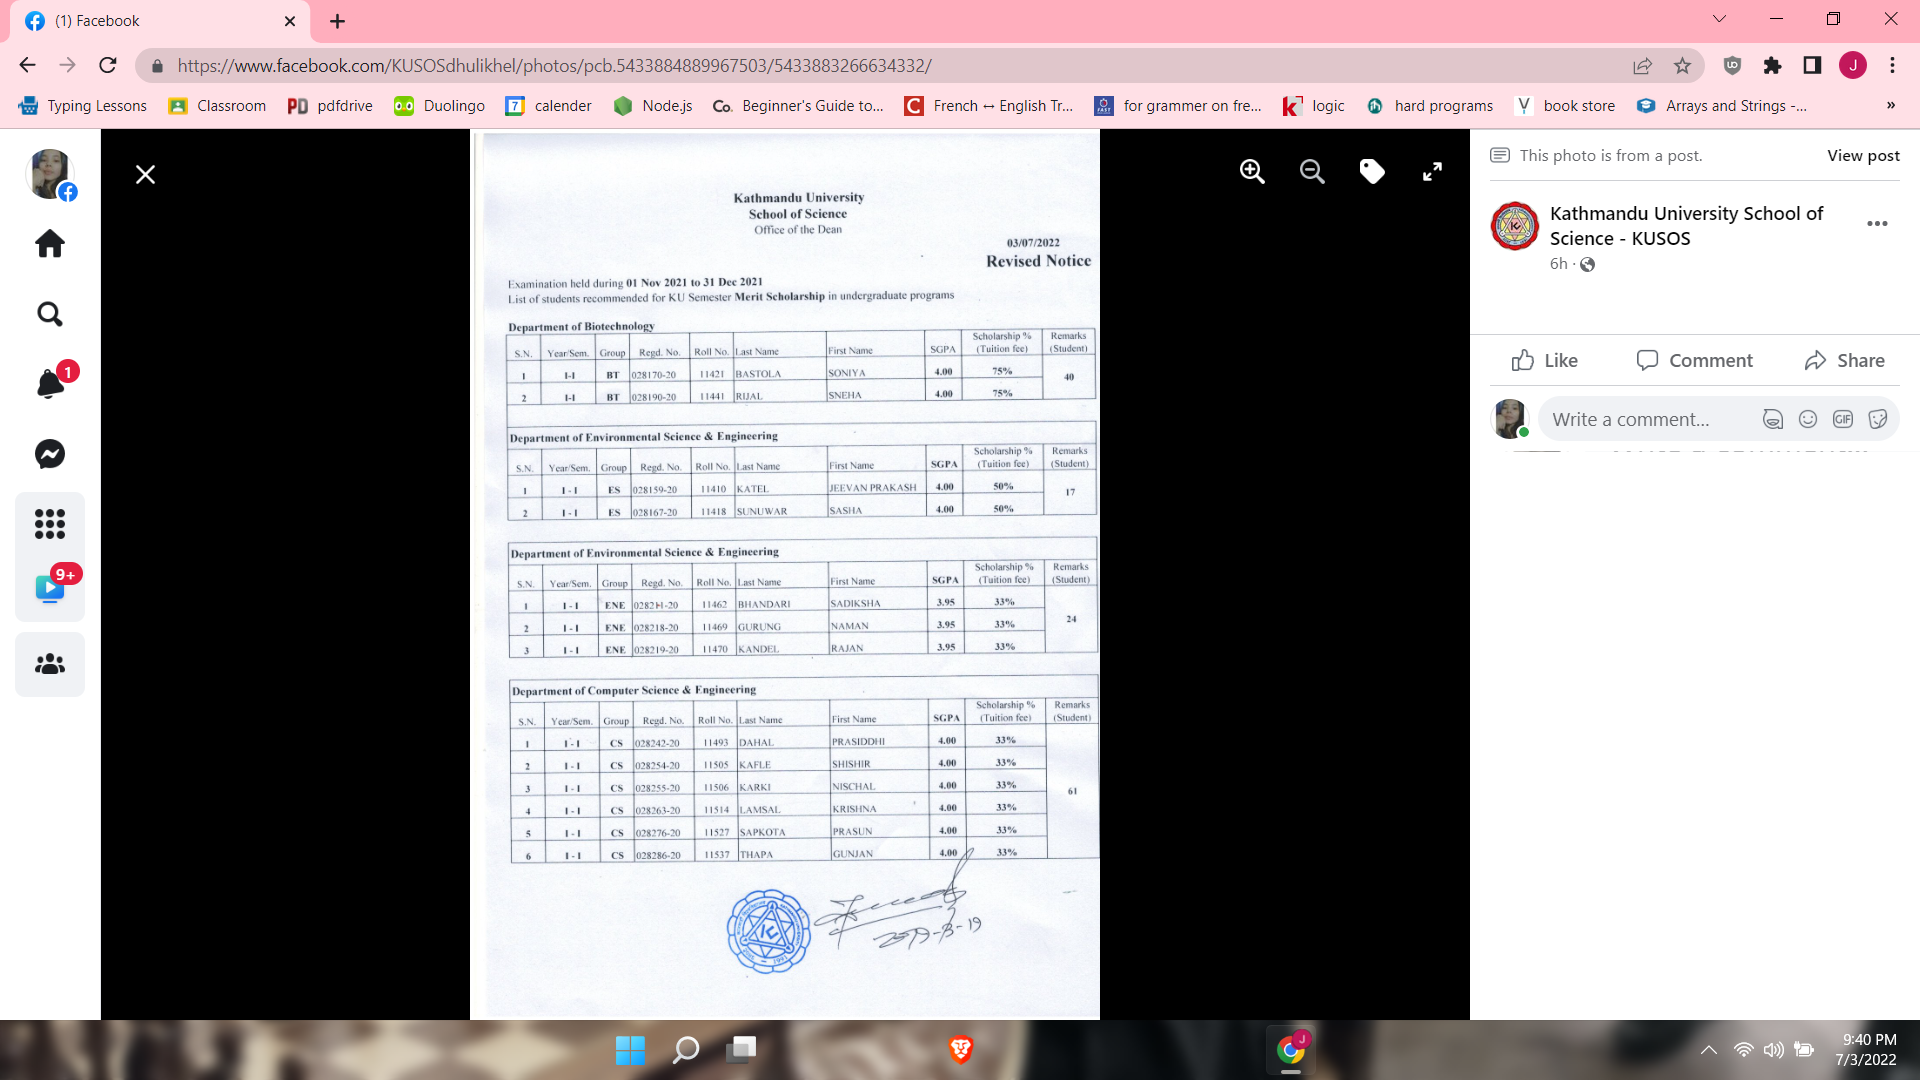 (1) Facebook
https://www.facebook.com/KUSOSdhulikhel/photos/pcb.5433884889967503/5433883266634332/
J
Typing Lessons Classroom pdfdrive Duolingo 7 calender Node.js Co. Beginner's Guide to... French ↔ English Tr... for grammer on fre... logic hard programs book store Arrays and Strings -... »
This photo is from a post. View post
Kathmandu University School of
Science - KUSOS
6h ·
Like Comment Share
Write a comment... GIF
1
9+
Kathmandu University
School of Science
Office of the Dean
03/07/2022
Revised Notice
Examination held during 01 Nov 2021 to 31 Dec 2021
List of students recommended for KU Semester Merit Scholarship in undergraduate programs
Department of Biotechnology
S.N. Year/Sem. Group Regd. No. Roll No. Last Name First Name SGPA Scholarship % (Tuition fee) Remarks (Student)
1 I-I BT 028170-20 11421 BASTOLA SONIYA 4.00 75% 40
2 I-I BT 028190-20 11441 RIJAL SNEHA 4.00 75%
Department of Environmental Science & Engineering
S.N. Year/Sem. Group Regd. No. Roll No. Last Name First Name SGPA Scholarship % (Tuition fee) Remarks (Student)
1 I - I ES 028159-20 11410 KATEL JEEVAN PRAKASH 4.00 50% 17
2 I - I ES 028167-20 11418 SUNUWAR SASHA 4.00 50%
Department of Environmental Science & Engineering
S.N. Year/Sem. Group Regd. No. Roll No. Last Name First Name SGPA Scholarship % (Tuition fee) Remarks (Student)
1 I - I ENE 11462 BHANDARI SADIKSHA 3.95 33% 24
2 I - I ENE 028218-20 11469 GURUNG NAMAN 3.95 33%
3 I - I ENE 028219-20 11470 KANDEL RAJAN 3.95 33%
Department of Computer Science & Engineering
S.N. Year/Sem. Group Regd. No. Roll No. Last Name First Name SGPA Scholarship % (Tuition fee) Remarks (Student)
1 I - I CS 028242-20 11493 DAHAL PRASIDDHI 4.00 33% 61
2 I - I CS 028254-20 11505 KAFLE SHISHIR 4.00 33%
3 I - I CS 028255-20 11506 KARKI NISCHAL 4.00 33%
4 I - I CS 028263-20 11514 LAMSAL KRISHNA 4.00 33%
5 I - I CS 028276-20 11527 SAPKOTA PRASUN 4.00 33%
6 I - I CS 028286-20 11537 THAPA GUNJAN 4.00 33%
9:40 PM
7/3/2022